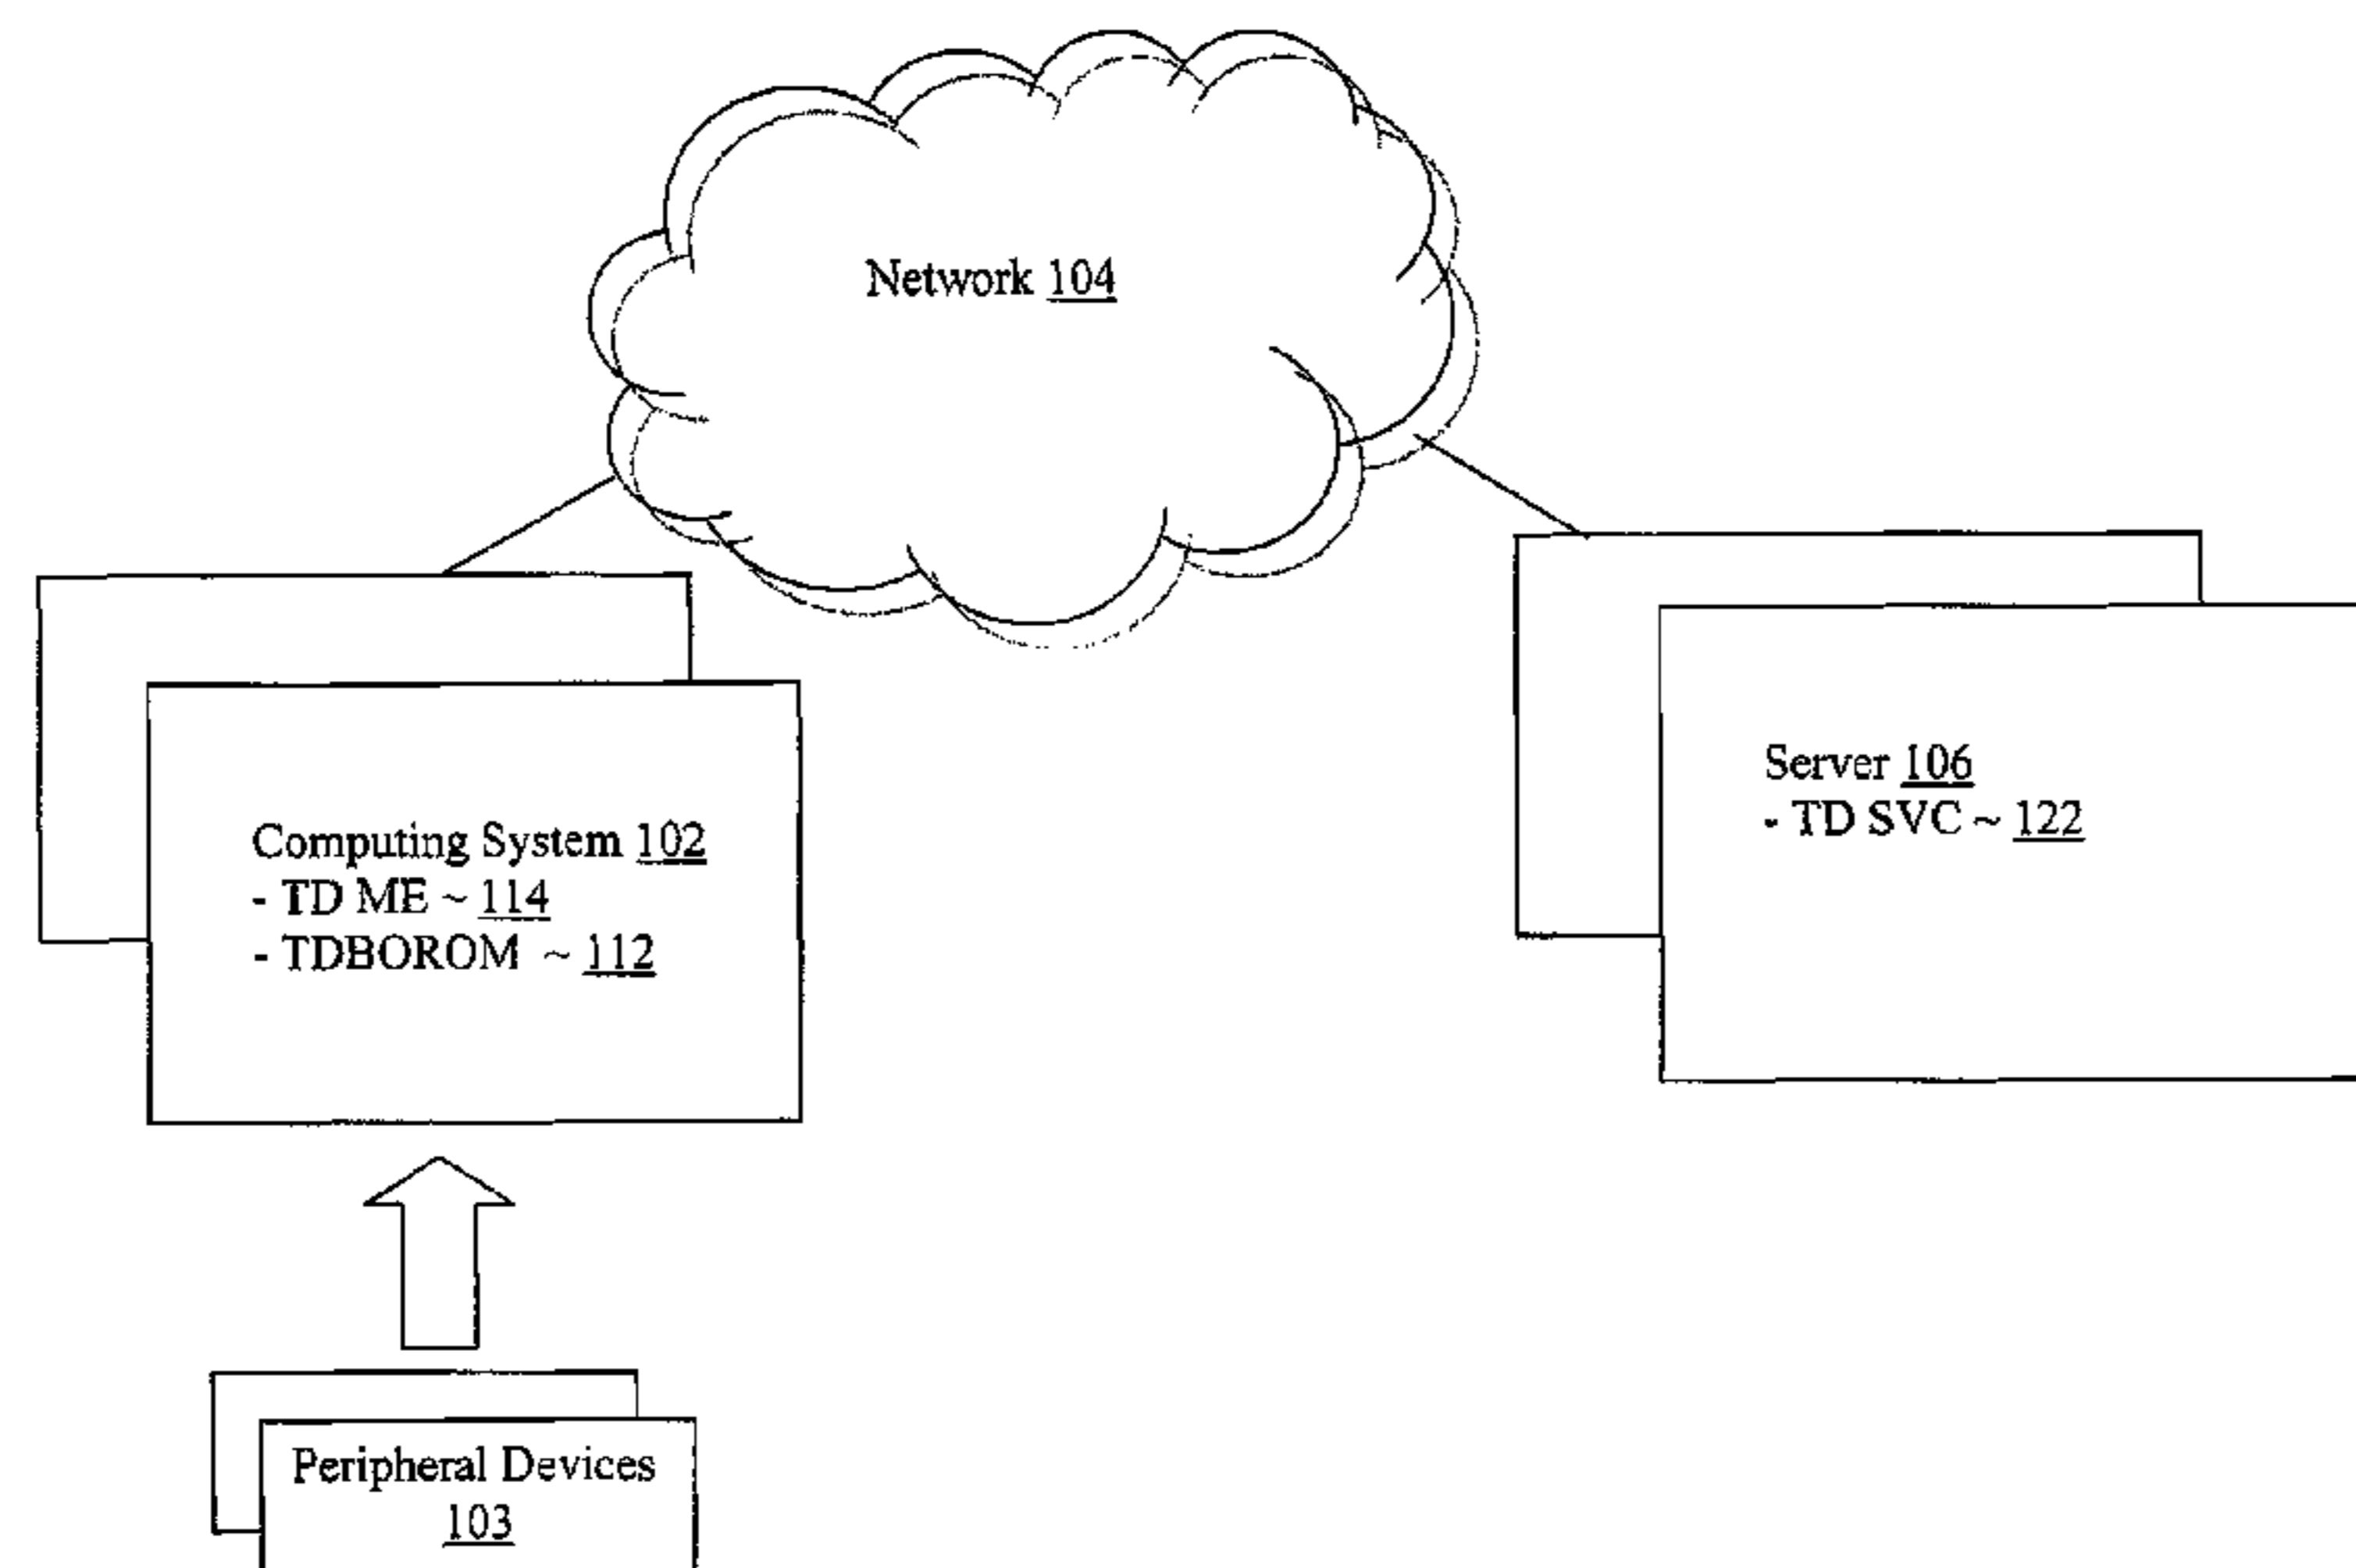 Network 104
Server 106
- TD SVC ~ 122
Computing System 102
- TD ME ~ 114
- TDBOROM ~ 112
Peripheral Devices
103